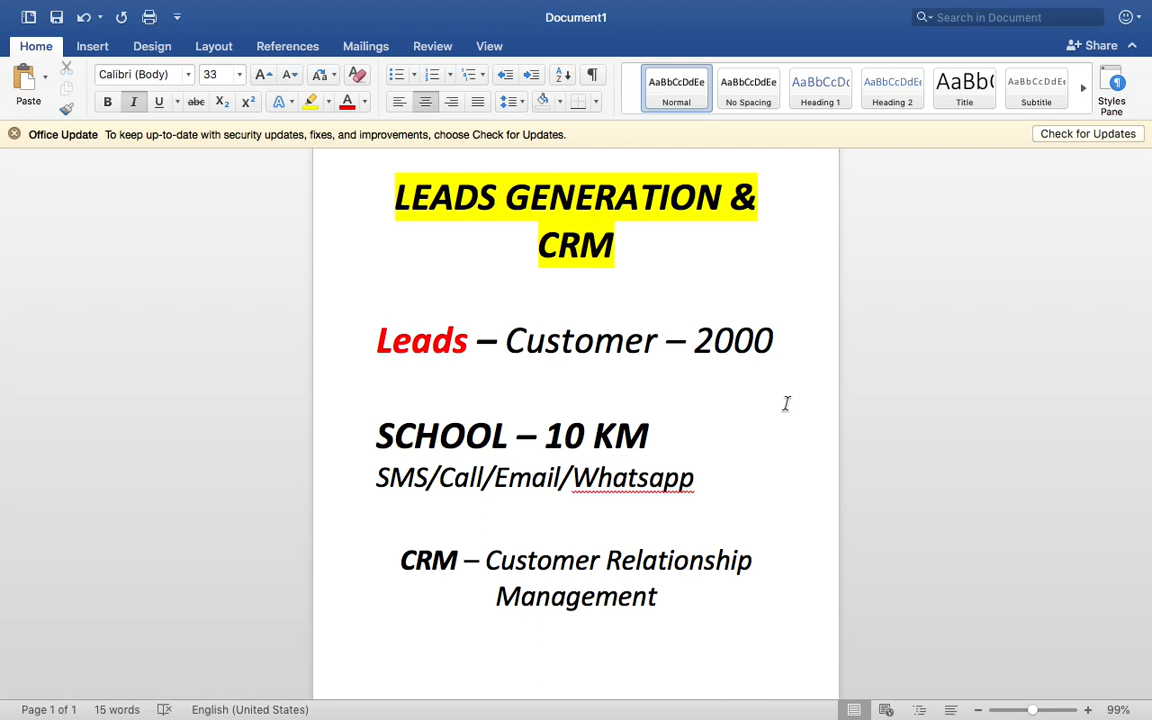 Document1
Search in Document
Home Insert Design Layout References Mailings Review View
Share
Paste
Calibri (Body) 33
AaBbCcDdEe AaBbCcDdEe AaBbCcDc AaBbCcDdEe AaBb( AaBbCcDdEe
Normal No Spacing Heading 1 Heading 2 Title Subtitle
Styles Pane
Office Update To keep up-to-date with security updates, fixes, and improvements, choose Check for Updates.
Check for Updates
LEADS GENERATION &
CRM
Leads – Customer – 2000
SCHOOL – 10 KM
SMS/Call/Email/Whatsapp
CRM – Customer Relationship
Management
Page 1 of 1 15 words English (United States) 99%